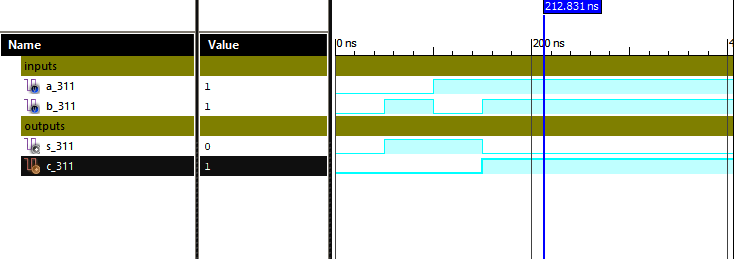 212.831 ns
Name Value 0 ns 200 ns 4
inputs
a_311 1
b_311 1
outputs
s_311 0
c_311 1